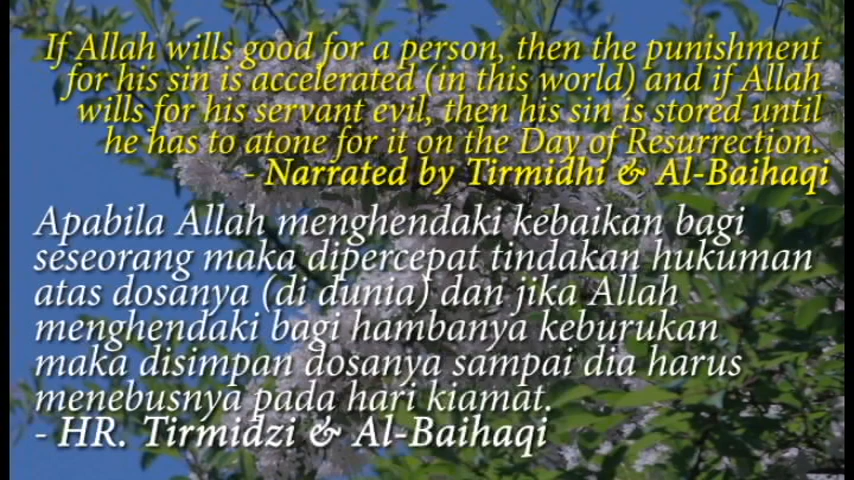 If Allah wills good for a person, then the punishment
for his sin is accelerated (in this world) and if Allah
wills for his servant evil, then his sin is stored until
he has to atone for it on the Day of Resurrection.
- Narrated by Tirmidhi & Al-Baihaqi
Apabila Allah menghendaki kebaikan bagi
seseorang maka dipercepat tindakan hukuman
atas dosanya (di dunia) dan jika Allah
menghendaki bagi hambanya keburukan
maka disimpan dosanya sampai dia harus
menebusnya pada hari kiamat.
- HR. Tirmidzi & Al-Baihaqi